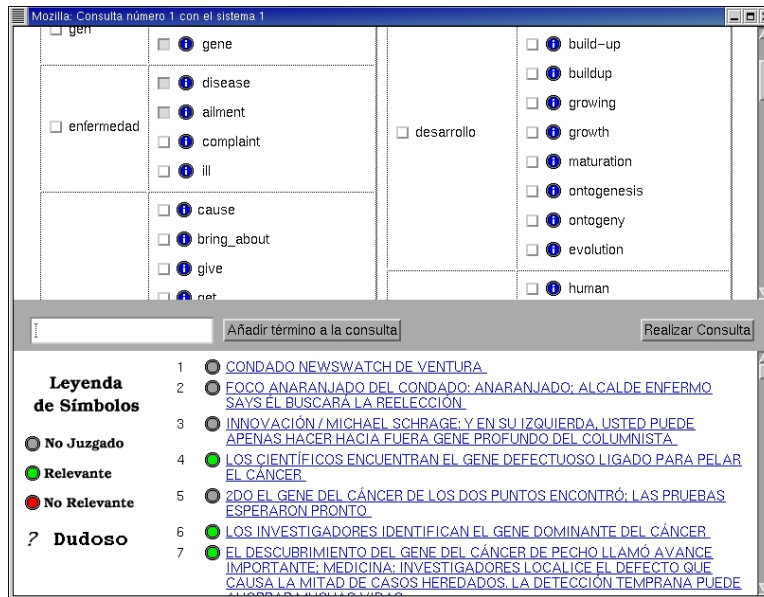 Mozilla: Consulta número 1 con el sistema 1
gen
gene
enfermedad
disease
ailment
complaint
ill
cause
bring_about
give
get
desarrollo
build-up
buildup
growing
growth
maturation
ontogenesis
ontogeny
evolution
human
Añadir término a la consulta
Realizar Consulta
Leyenda
de Símbolos
No Juzgado
Relevante
No Relevante
? Dudoso
1 CONDADO NEWSWATCH DE VENTURA
2 FOCO ANARANJADO DEL CONDADO: ANARANJADO; ALCALDE ENFERMO
SAYS ÉL BUSCARÁ LA REELECCIÓN
3 INNOVACIÓN / MICHAEL SCHRAGE: Y EN SU IZQUIERDA, USTED PUEDE
APENAS HACER HACIA FUERA GENE PROFUNDO DEL COLUMNISTA
4 LOS CIENTÍFICOS ENCUENTRAN EL GENE DEFECTUOSO LIGADO PARA PELAR
EL CÁNCER
5 2DO EL GENE DEL CÁNCER DE LOS DOS PUNTOS ENCONTRÓ; LAS PRUEBAS
ESPERARON PRONTO
6 LOS INVESTIGADORES IDENTIFICAN EL GENE DOMINANTE DEL CÁNCER
7 EL DESCUBRIMIENTO DEL GENE DEL CÁNCER DE PECHO LLAMÓ AVANCE
IMPORTANTE; MEDICINA: INVESTIGADORES LOCALICE EL DEFECTO QUE
CAUSA LA MITAD DE CASOS HEREDADOS. LA DETECCIÓN TEMPRANA PUEDE